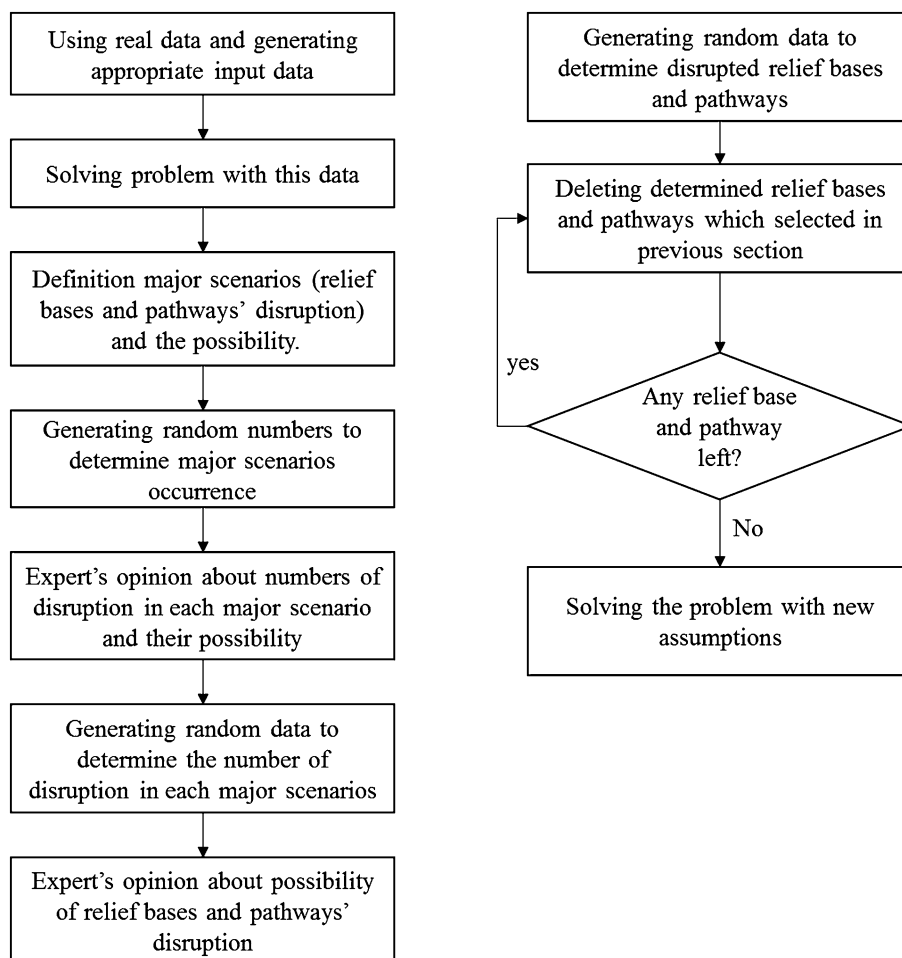 Using real data and generating
appropriate input data
Solving problem with this data
Definition major scenarios (relief
bases and pathways’ disruption)
and the possibility.
Generating random numbers to
determine major scenarios
occurrence
Expert’s opinion about numbers of
disruption in each major scenario
and their possibility
Generating random data to
determine the number of
disruption in each major scenarios
Expert’s opinion about possibility
of relief bases and pathways’
disruption
Generating random data to
determine disrupted relief bases
and pathways
Deleting determined relief bases
and pathways which selected in
previous section
yes
Any relief base
and pathway
left?
No
Solving the problem with new
assumptions